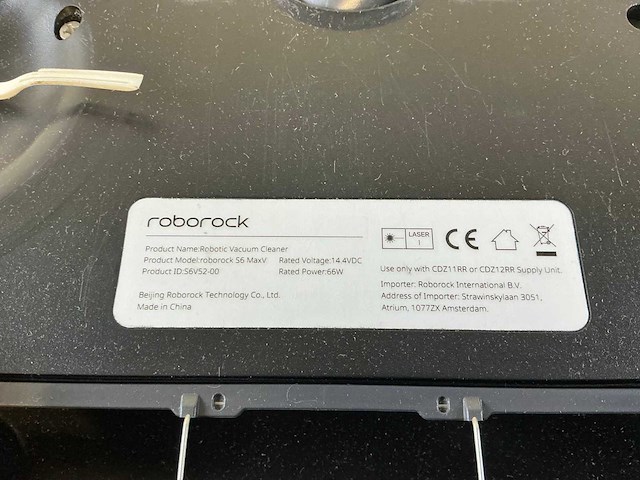 roborock
Product Name:Robotic Vacuum Cleaner
Product Model:roborock S6 MaxV Rated Voltage:14.4VDC
Product ID:S6V52-00 Rated Power:66W
Beijing Roborock Technology Co., Ltd.
Made in China
LASER
1
CE
Use only with CDZ11RR or CDZ12RR Supply Unit.
Importer: Roborock International B.V.
Address of Importer: Strawinskylaan 3051,
Atrium, 1077ZX Amsterdam.